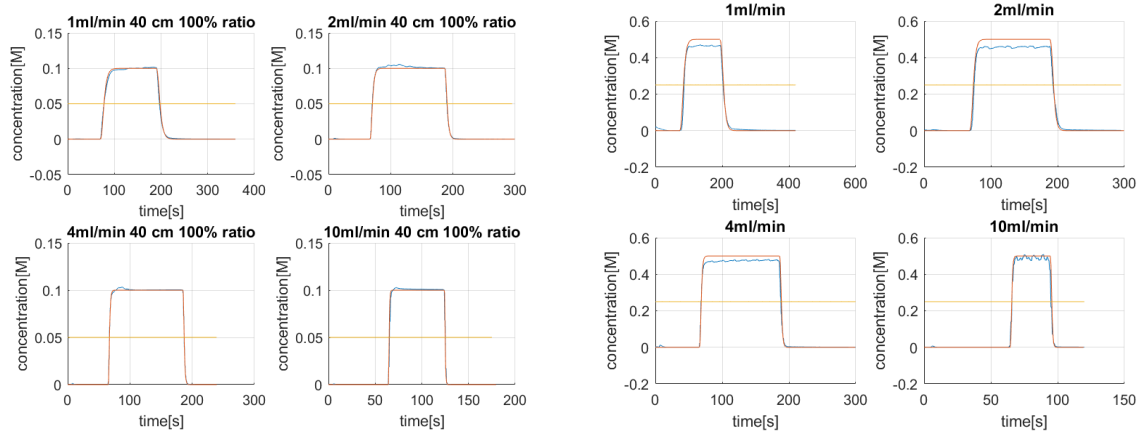 1ml/min 40 cm 100% ratio
0.15
0.1
0.05
0
-0.05
concentration[M]
0 100 200 300 400
time[s]
2ml/min 40 cm 100% ratio
0.15
0.1
0.05
0
-0.05
concentration[M]
0 100 200 300
time[s]
1ml/min
0.6
0.4
0.2
0
-0.2
concentration[M]
0 200 400 600
time[s]
2ml/min
0.6
0.4
0.2
0
-0.2
concentration[M]
0 100 200 300
time[s]
4ml/min 40 cm 100% ratio
0.15
0.1
0.05
0
concentration[M]
0 100 200 300
time[s]
10ml/min 40 cm 100% ratio
0.15
0.1
0.05
0
concentration[M]
0 50 100 150 200
time[s]
4ml/min
0.6
0.4
0.2
0
-0.2
concentration[M]
0 100 200 300
time[s]
10ml/min
0.6
0.4
0.2
0
-0.2
concentration[M]
0 50 100 150
time[s]